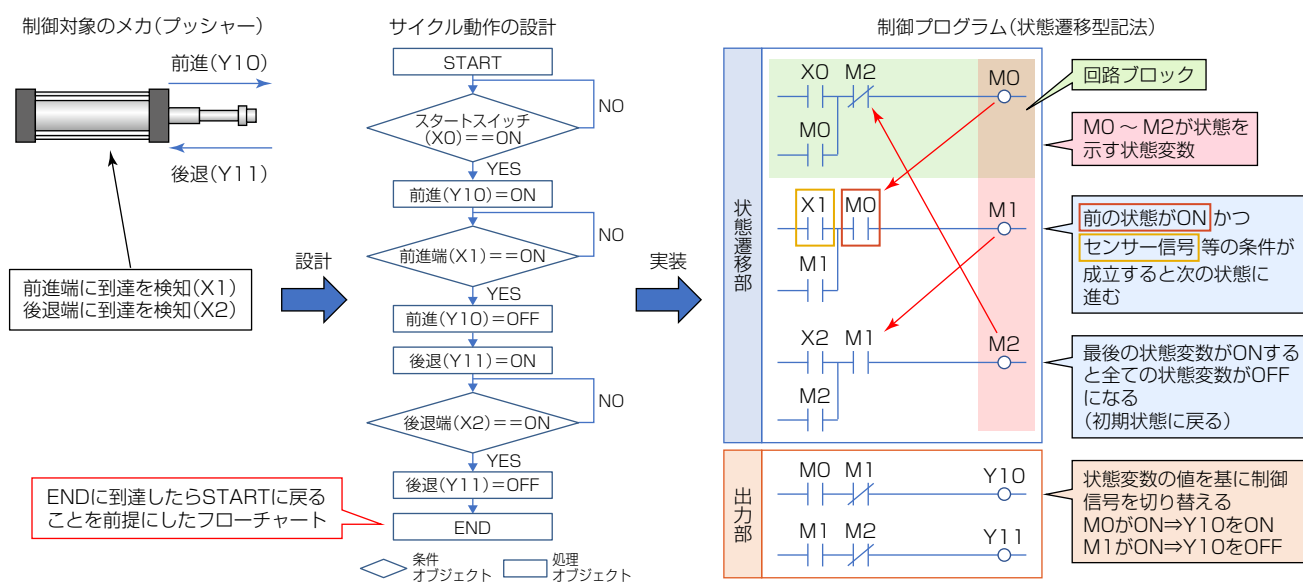 制御対象のメカ(プッシャー)
前進(Y10)
後退(Y11)
前進端に到達を検知(X1)
後退端に到達を検知(X2)
設計
サイクル動作の設計
START
スタートスイッチ
(X0)==ON
NO
YES
前進(Y10)=ON
前進端(X1)==ON
NO
YES
前進(Y10)=OFF
後退(Y11)=ON
後退端(X2)==ON
NO
YES
後退(Y11)=OFF
END
ENDに到達したらSTARTに戻る
ことを前提にしたフローチャート
条件
オブジェクト
処理
オブジェクト
実装
制御プログラム(状態遷移型記法)
状態遷移部
X0 M2 M0
M0
X1 M0 M1
M1
X2 M1 M2
M2
出力部
M0 M1 Y10
M1 M2 Y11
回路ブロック
M0 ~ M2が状態を
示す状態変数
前の状態がON かつ
センサー信号 等の条件が
成立すると次の状態に
進む
最後の状態変数がONする
と全ての状態変数がOFF
になる
(初期状態に戻る)
状態変数の値を基に制御
信号を切り替える
M0がON⇒Y10をON
M1がON⇒Y10をOFF